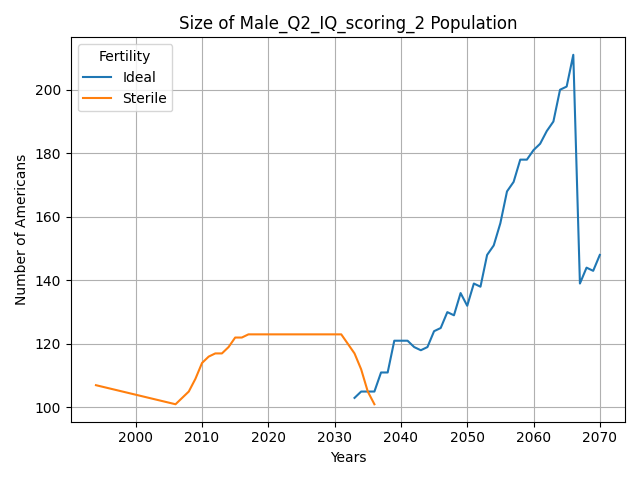 Size of Male_Q2_IQ_scoring_2 Population
Fertility
Ideal
Sterile
Number of Americans
200
180
160
140
120
100
2000 2010 2020 2030 2040 2050 2060 2070
Years